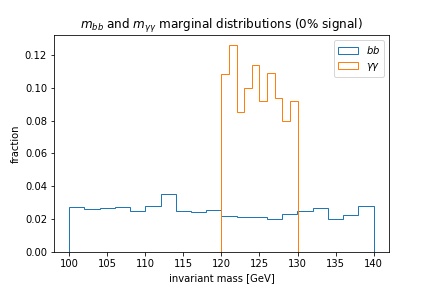 m_bb and m_γγ marginal distributions (0% signal)
0.12
0.10
0.08
0.06
0.04
0.02
0.00
fraction
bb
γγ
100 105 110 115 120 125 130 135 140
invariant mass [GeV]